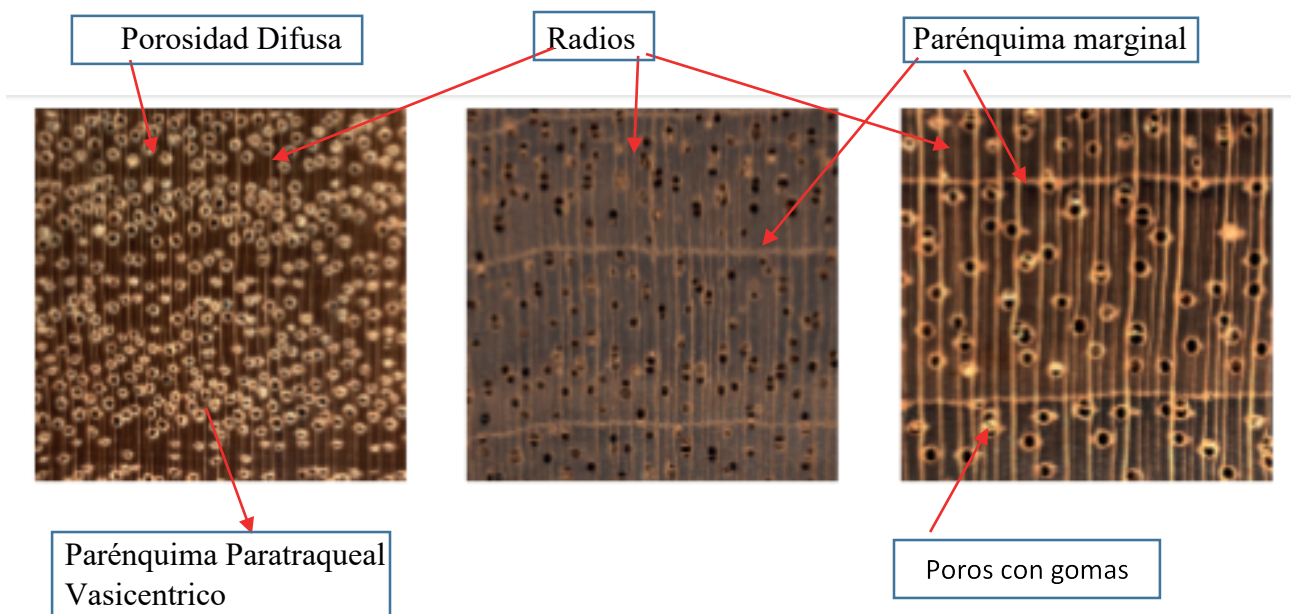 Porosidad Difusa
Radios
Parénquima marginal
Parénquima Paratraqueal
Vasicentrico
Poros con gomas